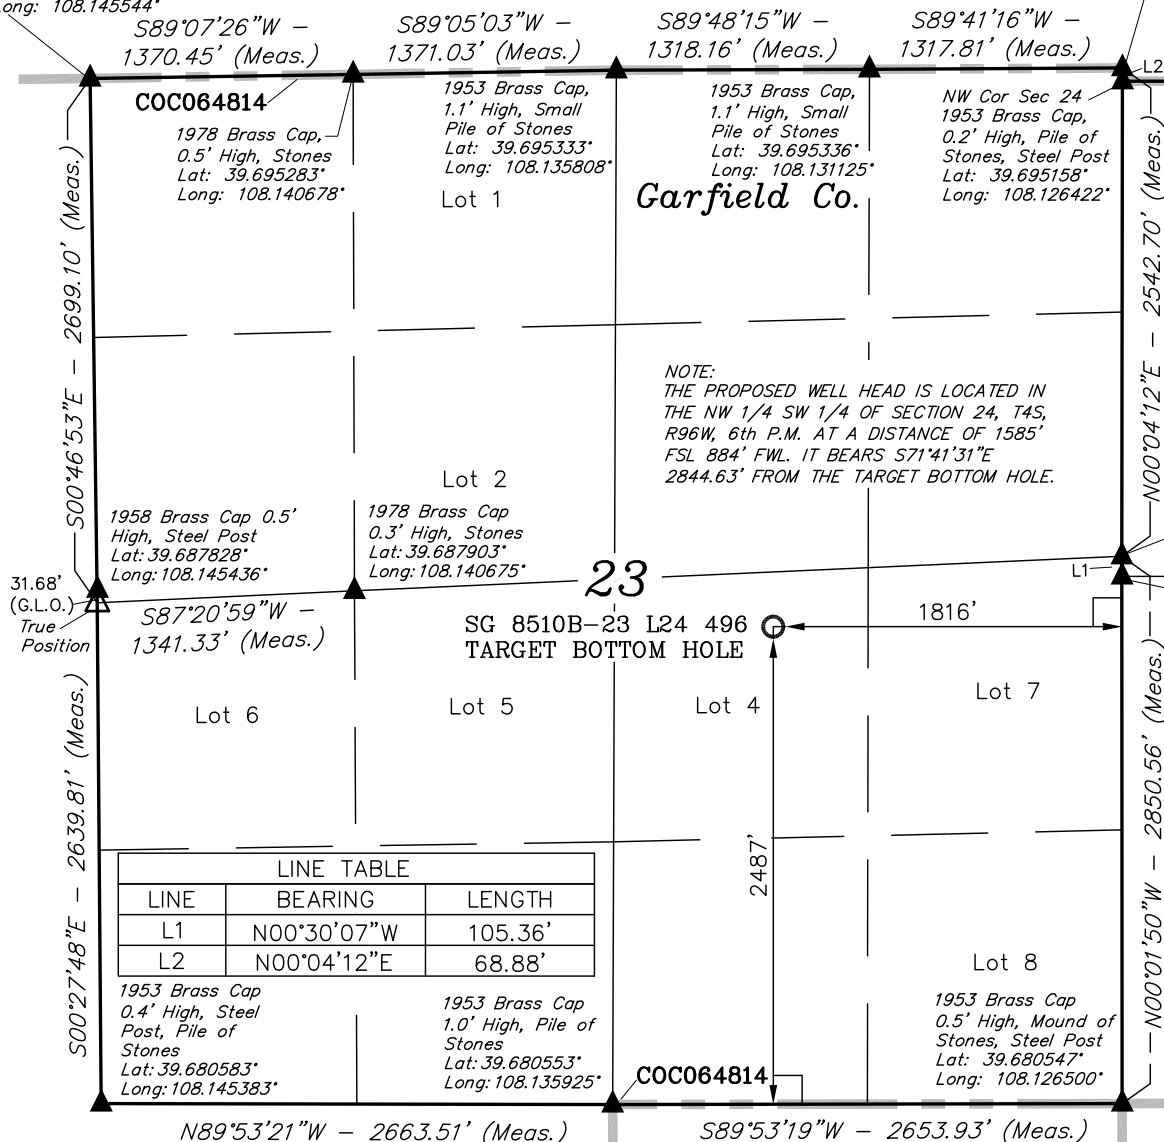 Long: 108.145544°
S89°07'26"W –
1370.45' (Meas.)
S89°05'03"W –
1371.03' (Meas.)
S89°48'15"W –
1318.16' (Meas.)
S89°41'16"W –
1317.81' (Meas.)
L2
COC064814
1978 Brass Cap,
0.5' High, Stones
Lat: 39.695283°
Long: 108.140678°
1953 Brass Cap,
1.1' High, Small
Pile of Stones
Lat: 39.695333°
Long: 108.135808°
1953 Brass Cap,
1.1' High, Small
Pile of Stones
Lat: 39.695336°
Long: 108.131125°
NW Cor Sec 24
1953 Brass Cap,
0.2' High, Pile of
Stones, Steel Post
Lat: 39.695158°
Long: 108.126422°
Lot 1
Garfield Co.
S00°46'53"E – 2699.10' (Meas.)
N00°04'12"E – 2542.70' (Meas.)
NOTE:
THE PROPOSED WELL HEAD IS LOCATED IN
THE NW 1/4 SW 1/4 OF SECTION 24, T4S,
R96W, 6th P.M. AT A DISTANCE OF 1585'
FSL 884' FWL. IT BEARS S71°41'31"E
2844.63' FROM THE TARGET BOTTOM HOLE.
Lot 2
1958 Brass Cap 0.5'
High, Steel Post
Lat: 39.687828°
Long: 108.145436°
1978 Brass Cap
0.3' High, Stones
Lat: 39.687903°
Long: 108.140675°
31.68'
(G.L.O.)
True
Position
S87°20'59"W –
1341.33' (Meas.)
23
L1
SG 8510B–23 L24 496
TARGET BOTTOM HOLE
1816'
Lot 6
Lot 5
Lot 4
Lot 7
S00°27'48"E – 2639.81' (Meas.)
2487'
N00°01'50"W – 2850.56' (Meas.)
LINE TABLE
LINE BEARING LENGTH
L1 N00°30'07"W 105.36'
L2 N00°04'12"E 68.88'
Lot 8
1953 Brass Cap
0.4' High, Steel
Post, Pile of
Stones
Lat: 39.680583°
Long: 108.145383°
1953 Brass Cap
1.0' High, Pile of
Stones
Lat: 39.680553°
Long: 108.135925°
1953 Brass Cap
0.5' High, Mound of
Stones, Steel Post
Lat: 39.680547°
Long: 108.126500°
COC064814
N89°53'21"W – 2663.51' (Meas.)
S89°53'19"W – 2653.93' (Meas.)